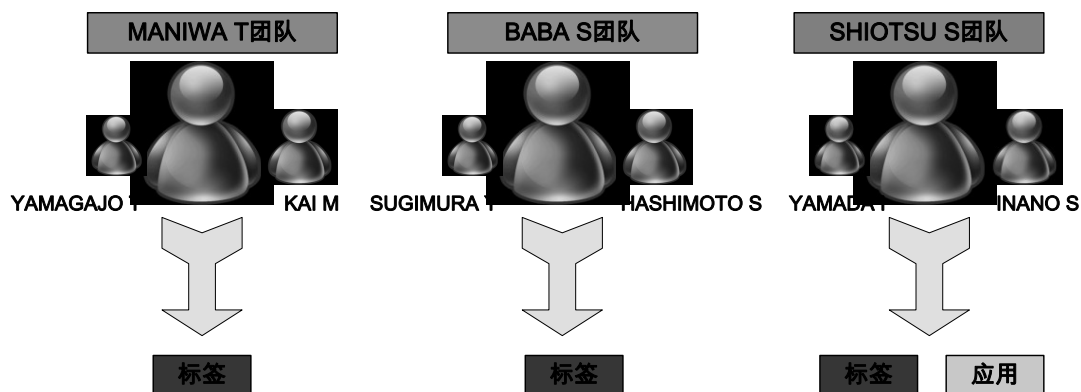 MANIWA T团队
BABA S团队
SHIOTSU S团队
YAMAGAJO T
KAI M
SUGIMURA T
HASHIMOTO S
YAMADA
INANO S
标签
标签
标签
应用